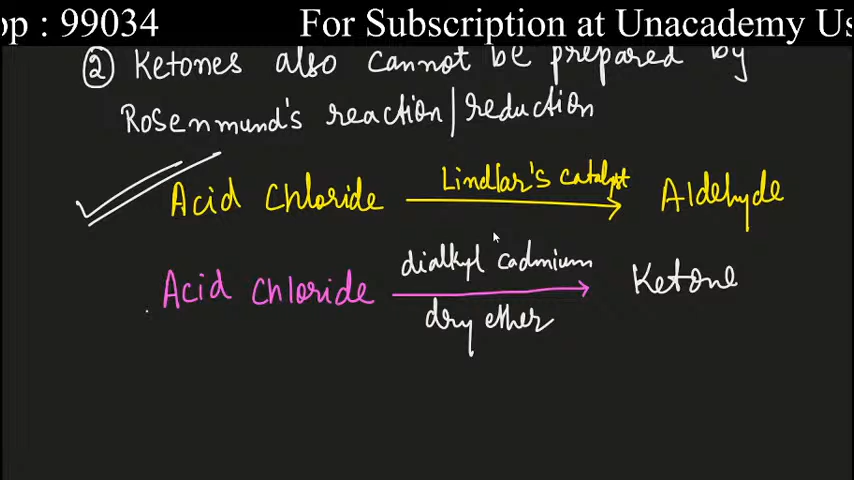 op : 99034 For Subscription at Unacademy Us
② Ketones also cannot be prepared by
Rosenmund's reaction/reduction
Acid Chloride Lindlar's catalyst Aldehyde
Acid Chloride dialkyl cadmium Ketone
dry ether